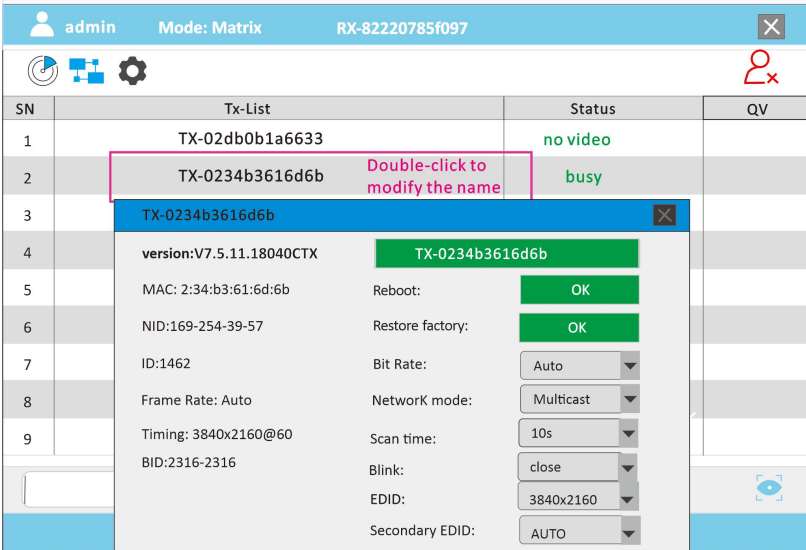 admin Mode: Matrix RX-82220785f097
SN Tx-List Status QV
1 TX-02db0b1a6633 no video
2 TX-0234b3616d6b Double-click to modify the name busy
3 TX-0234b3616d6b
4 version:V7.5.11.18040CTX TX-0234b3616d6b
5 MAC: 2:34:b3:61:6d:6b Reboot: OK
6 NID:169-254-39-57 Restore factory: OK
7 ID:1462 Bit Rate: Auto
8 Frame Rate: Auto NetworK mode: Multicast
9 Timing: 3840x2160@60 Scan time: 10s
BID:2316-2316 Blink: close
EDID: 3840x2160
Secondary EDID: AUTO